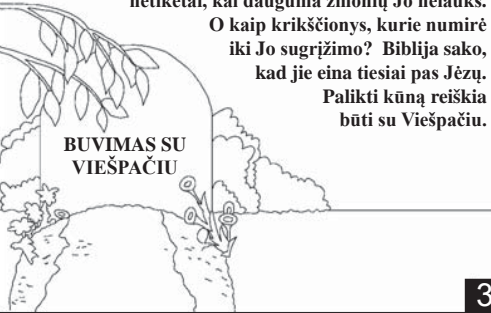 netikėtai, kai dauguma žmonių Jo nelauks.
O kaip krikščionys, kurie numirė
iki Jo sugrįžimo? Biblija sako,
kad jie eina tiesiai pas Jėzų.
Palikti kūną reiškia
būti su Viešpačiu.
BUVIMAS SU
VIEŠPAČIU
3